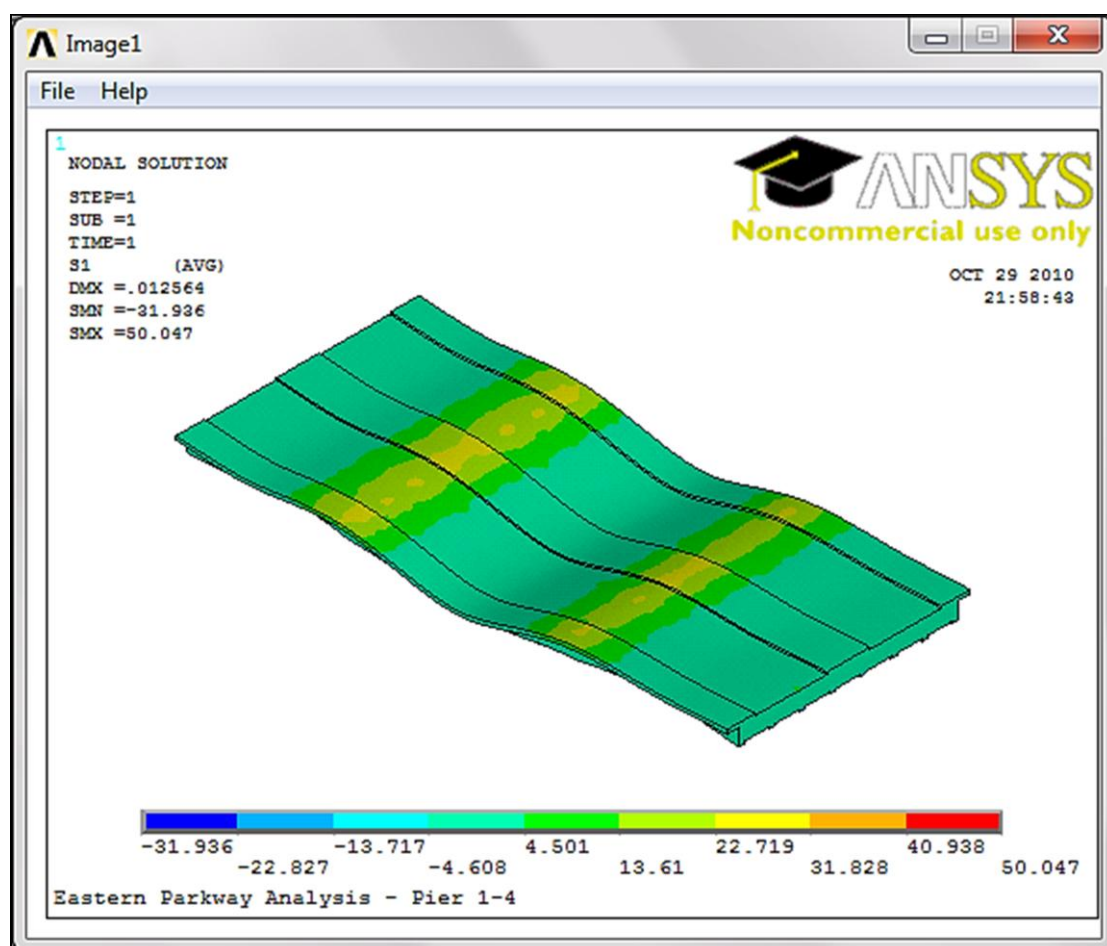 Image1
File Help
1
NODAL SOLUTION
STEP=1
SUB =1
TIME=1
S1 (AVG)
DMX =.012564
SMN =-31.936
SMX =50.047
ANSYS
Noncommercial use only
OCT 29 2010
21:58:43
-31.936 -13.717 4.501 22.719 40.938
-22.827 -4.608 13.61 31.828 50.047
Eastern Parkway Analysis - Pier 1-4